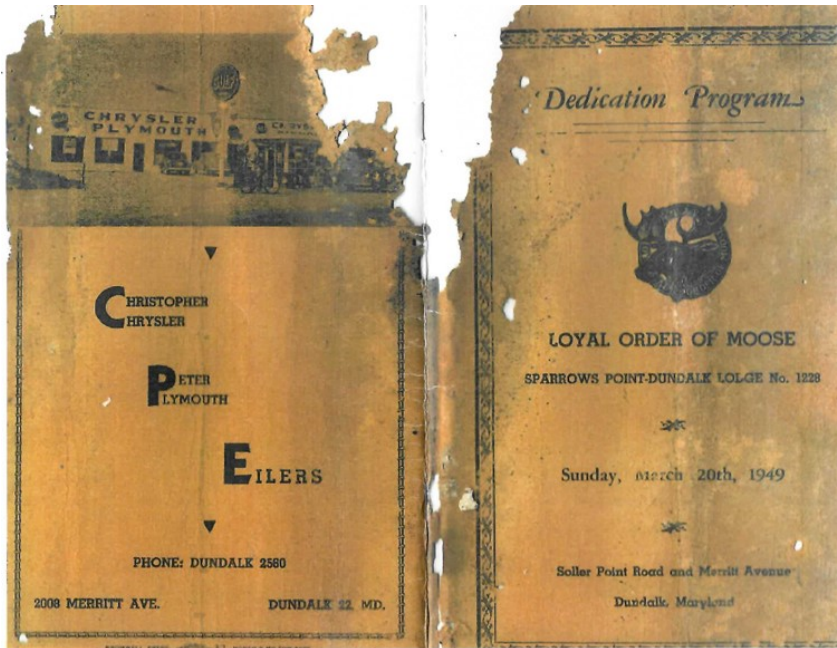 GULF
CHRYSLER
PLYMOUTH
CHRISTOPHER
CHRYSLER
PETER
PLYMOUTH
EILERS
PHONE: DUNDALK 2560
2008 MERRITT AVE. DUNDALK 22, MD.
Dedication Program
LOYAL ORDER OF MOOSE
SPARROWS POINT-DUNDALK LODGE No. 1228
Sunday, March 20th, 1949
Soller Point Road and Merritt Avenue
Dundalk, Maryland